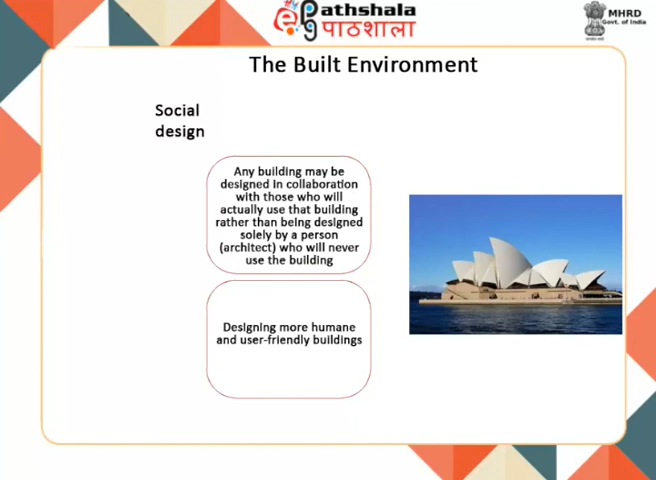 ePathshala
पाठशाला
MHRD
Govt. of India
The Built Environment
Social
design
Any building may be
designed in collaboration
with those who will
actually use that building
rather than being designed
solely by a person
(architect) who will never
use the building
Designing more humane
and user-friendly buildings